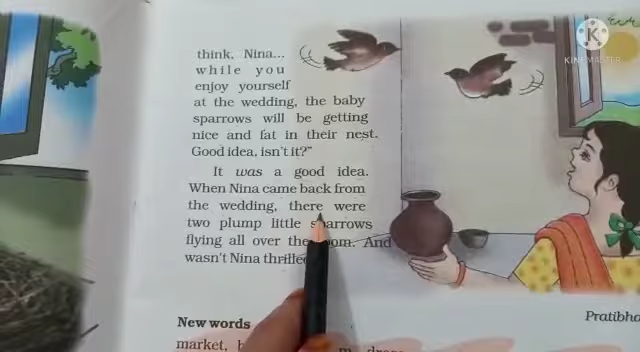 think, Nina...
while you
enjoy yourself
at the wedding, the baby
sparrows will be getting
nice and fat in their nest.
Good idea, isn't it?"
It was a good idea.
When Nina came back from
the wedding, there were
two plump little sparrows
flying all over the room. And
wasn't Nina thrilled
New words
market,
Pratibha
K
KINEMASTER